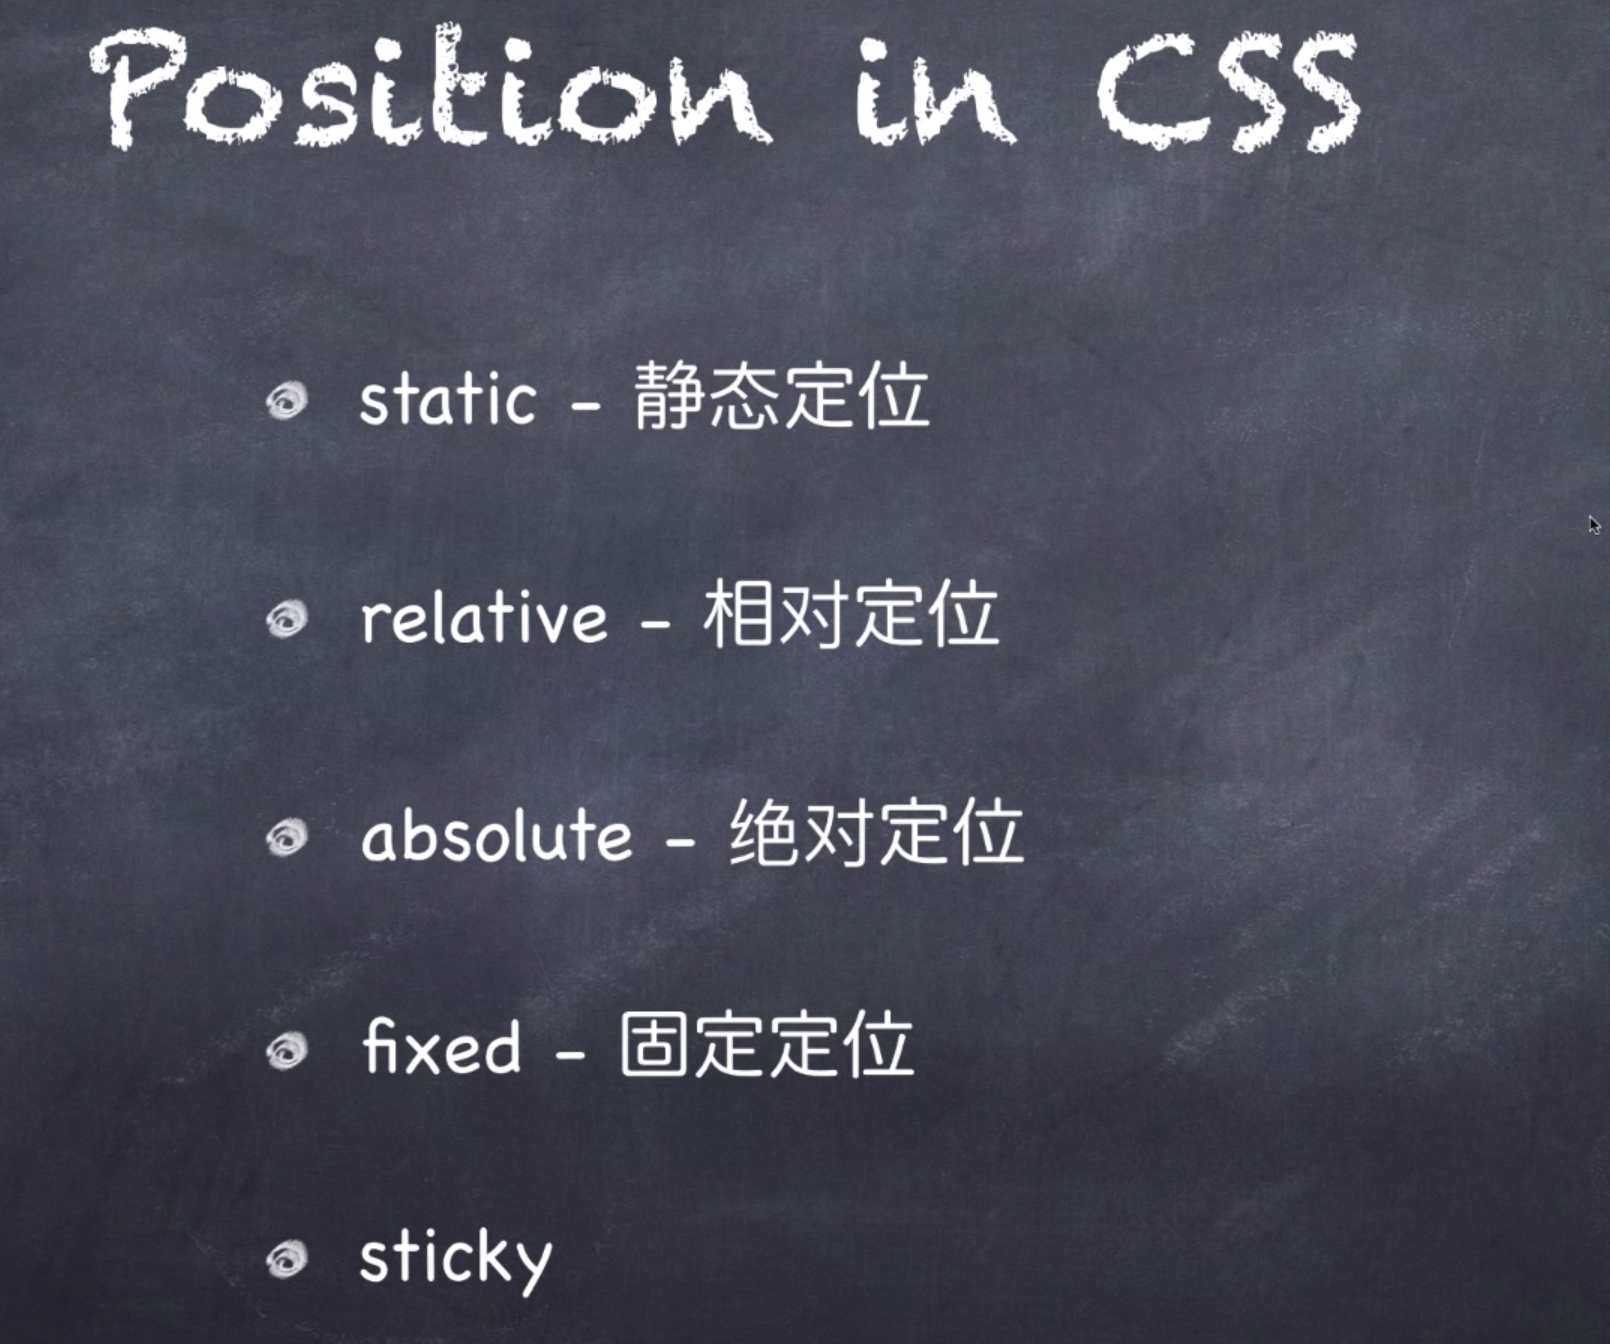 Position in CSS
static - 静态定位
relative - 相对定位
absolute - 绝对定位
fixed - 固定定位
sticky